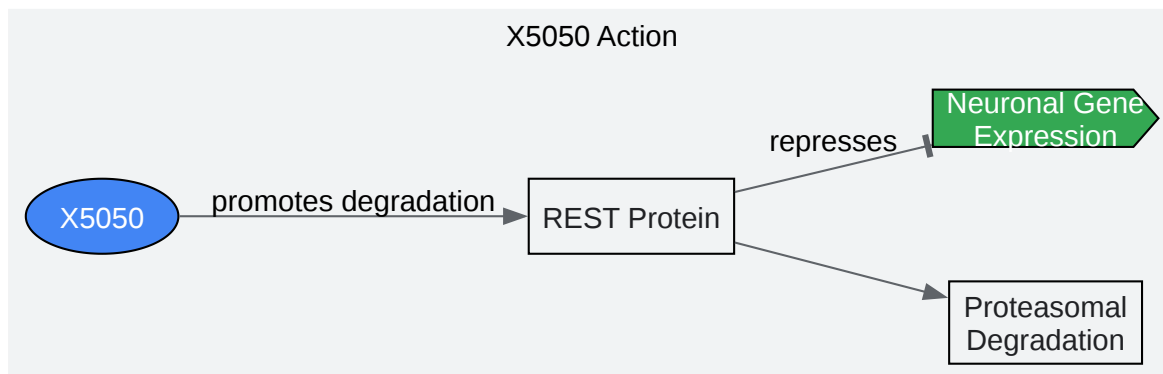 X5050 Action
Neuronal Gene
Expression
represses
promotes degradation
X5050
REST Protein
Proteasomal
Degradation